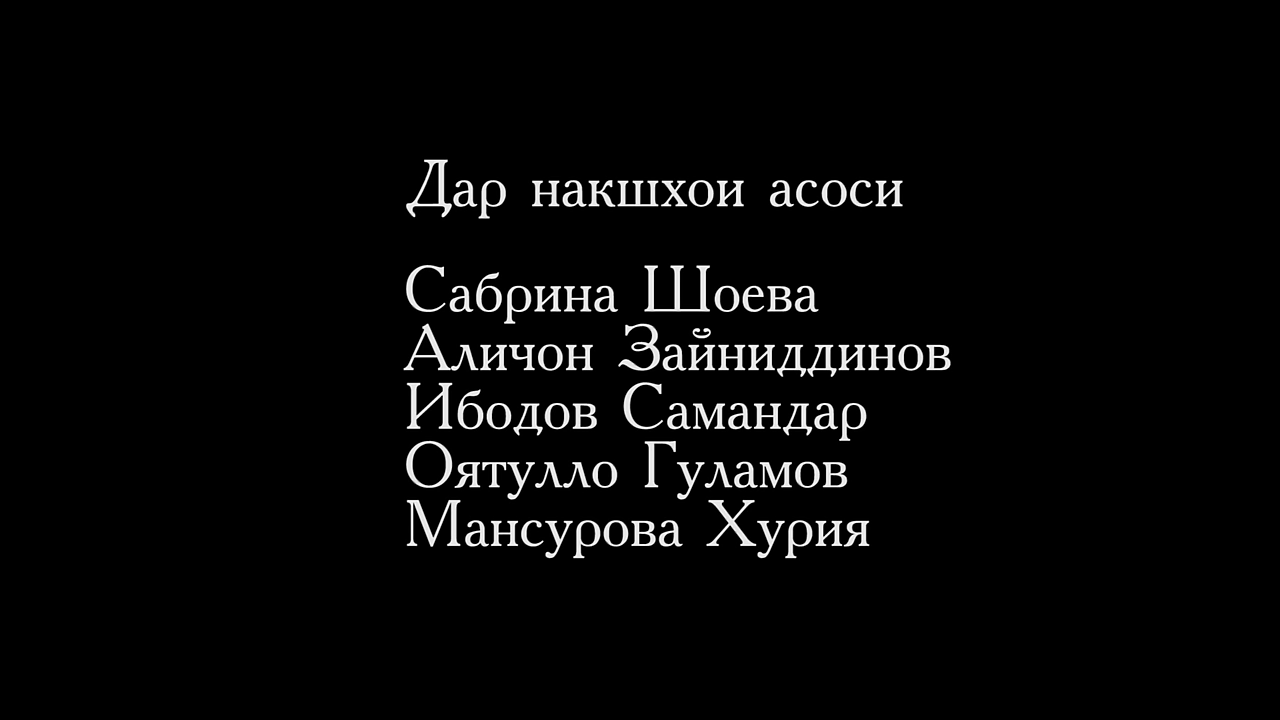 Дар накшхои асоси
Сабрина Шоева
Аличон Зайниддинов
Ибодов Самандар
Оятулло Гуламов
Мансурова Хурия